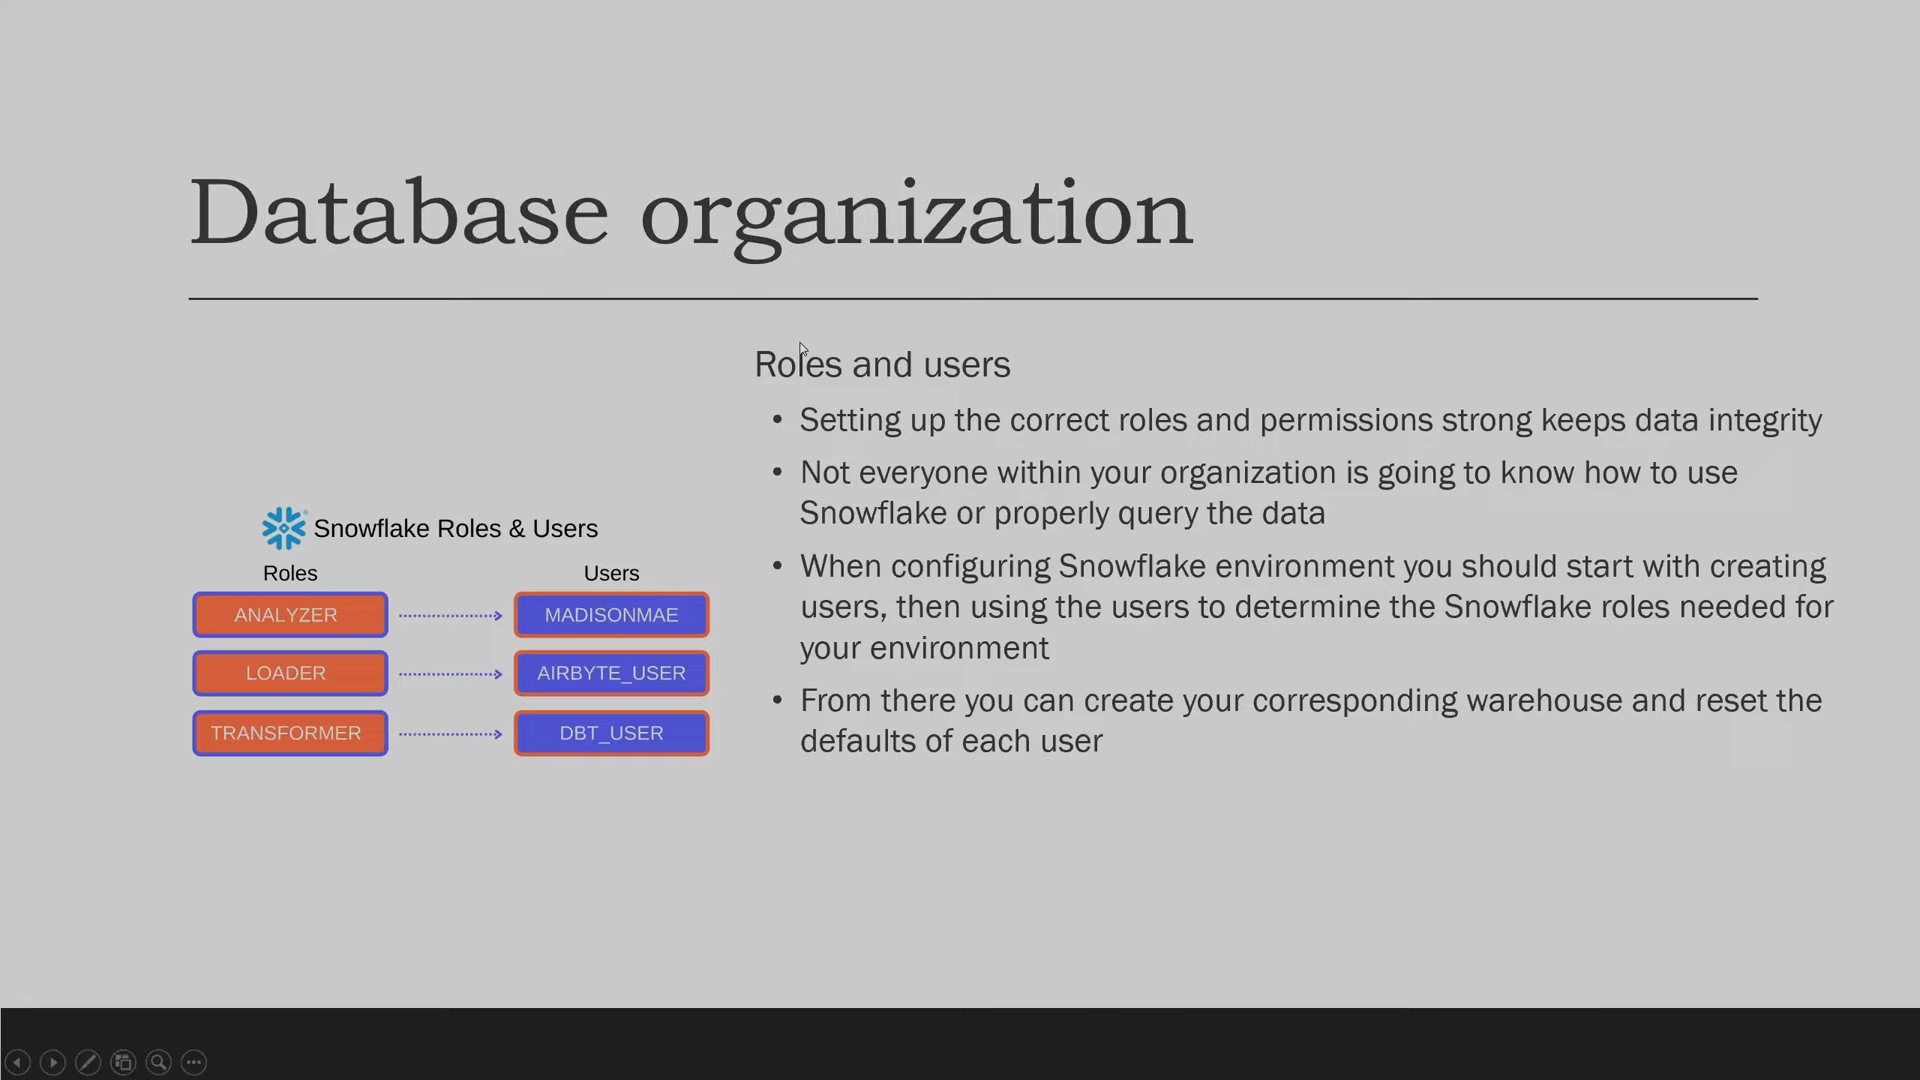 Database organization
Roles and users
• Setting up the correct roles and permissions strong keeps data integrity
• Not everyone within your organization is going to know how to use
Snowflake or properly query the data
• When configuring Snowflake environment you should start with creating
users, then using the users to determine the Snowflake roles needed for
your environment
• From there you can create your corresponding warehouse and reset the
defaults of each user
Snowflake Roles & Users
Roles Users
ANALYZER MADISONMAE
LOADER AIRBYTE_USER
TRANSFORMER DBT_USER